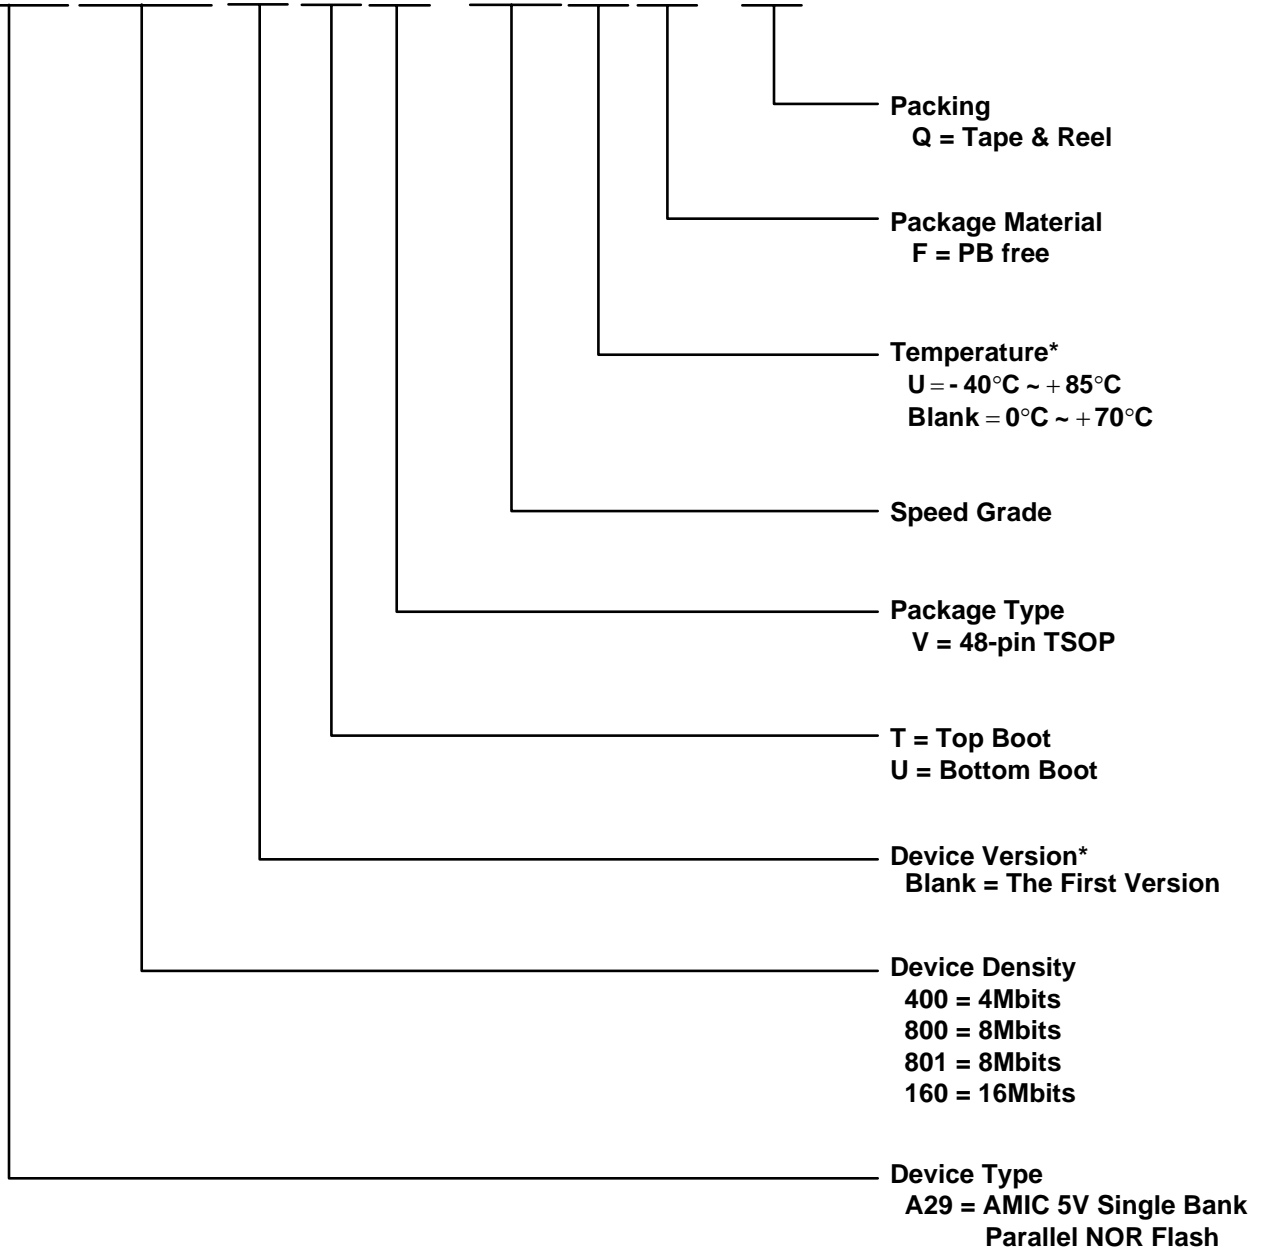 Packing
Q = Tape & Reel
Package Material
F = PB free
Temperature*
U = - 40°C ~ + 85°C
Blank = 0°C ~ + 70°C
Speed Grade
Package Type
V = 48-pin TSOP
T = Top Boot
U = Bottom Boot
Device Version*
Blank = The First Version
Device Density
400 = 4Mbits
800 = 8Mbits
801 = 8Mbits
160 = 16Mbits
Device Type
A29 = AMIC 5V Single Bank
Parallel NOR Flash